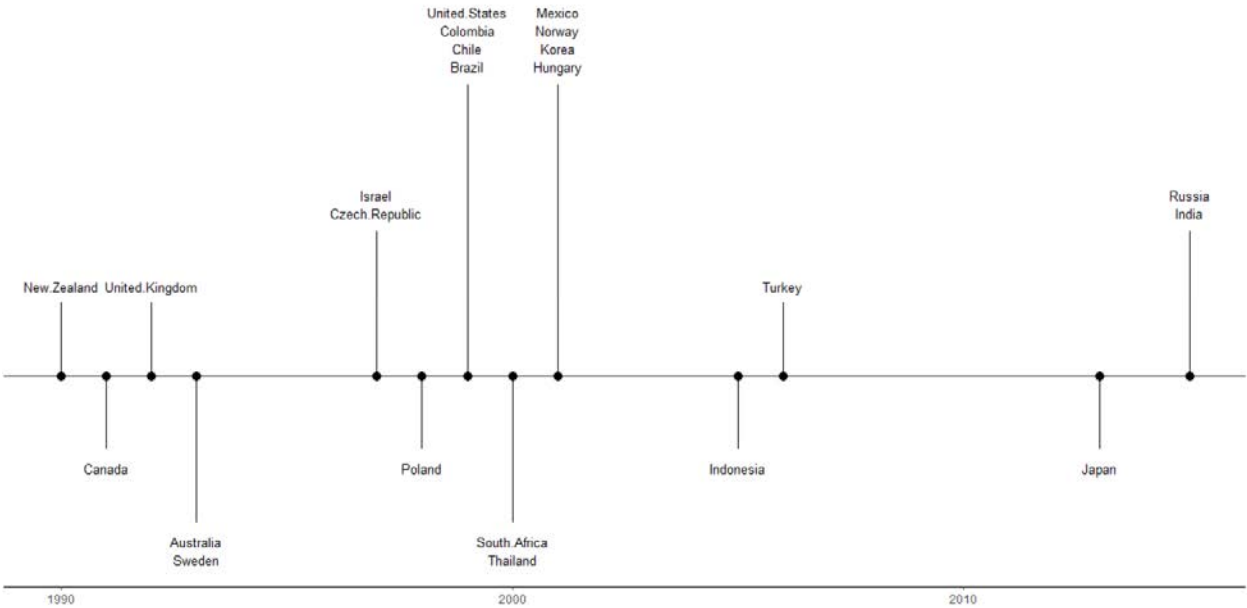 United.States
Colombia
Chile
Brazil
Mexico
Norway
Korea
Hungary
Israel
Czech.Republic
Russia
India
New.Zealand
United.Kingdom
Turkey
Canada
Poland
Indonesia
Japan
Australia
Sweden
South.Africa
Thailand
1990
2000
2010